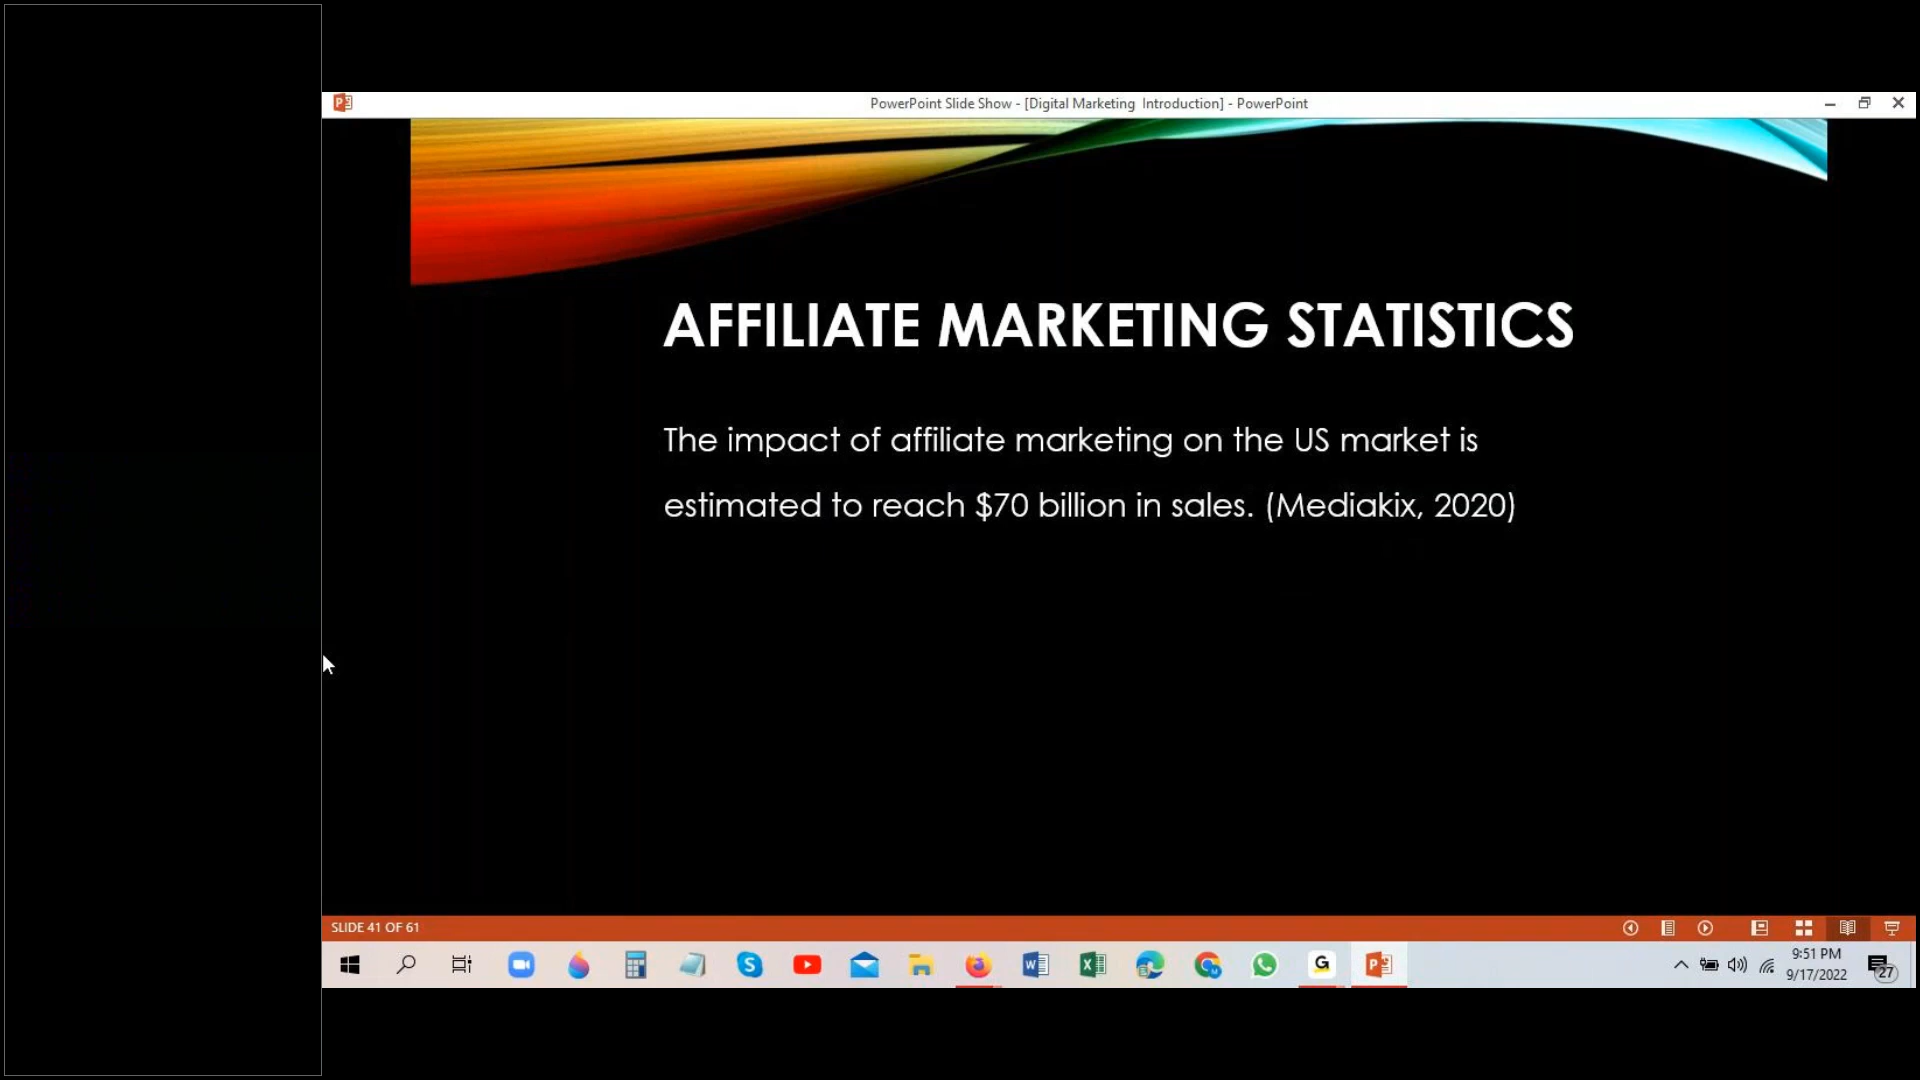 PowerPoint Slide Show - [Digital Marketing  Introduction] - PowerPoint
AFFILIATE MARKETING STATISTICS
The impact of affiliate marketing on the US market is
estimated to reach $70 billion in sales. (Mediakix, 2020)
SLIDE 41 OF 61
9:51 PM
9/17/2022
27